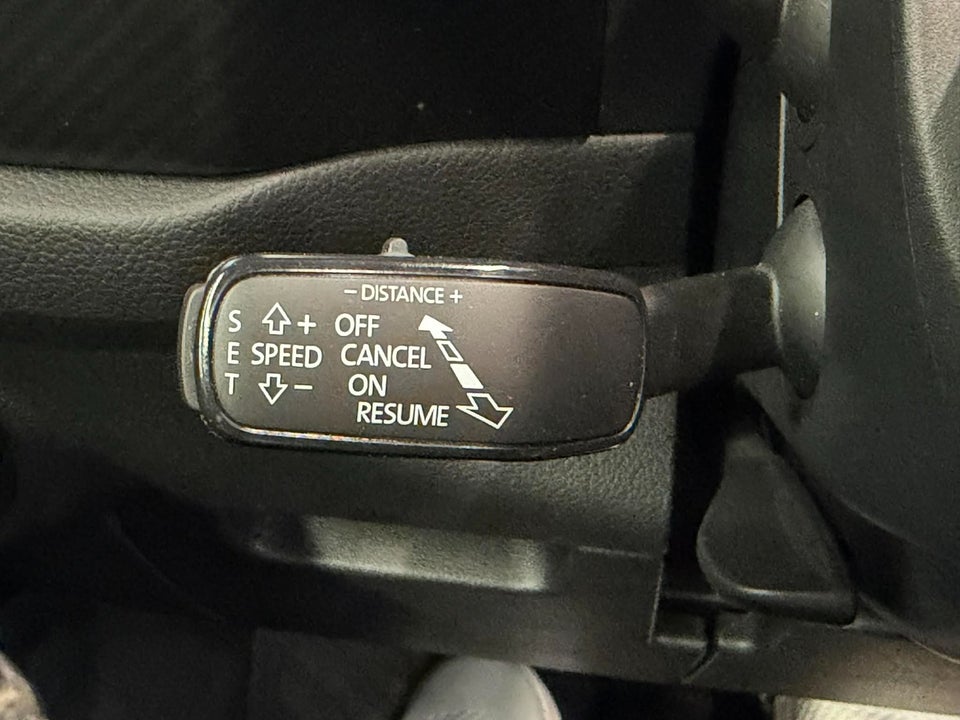 − DISTANCE +
S + OFF
E SPEED CANCEL
T − ON
RESUME